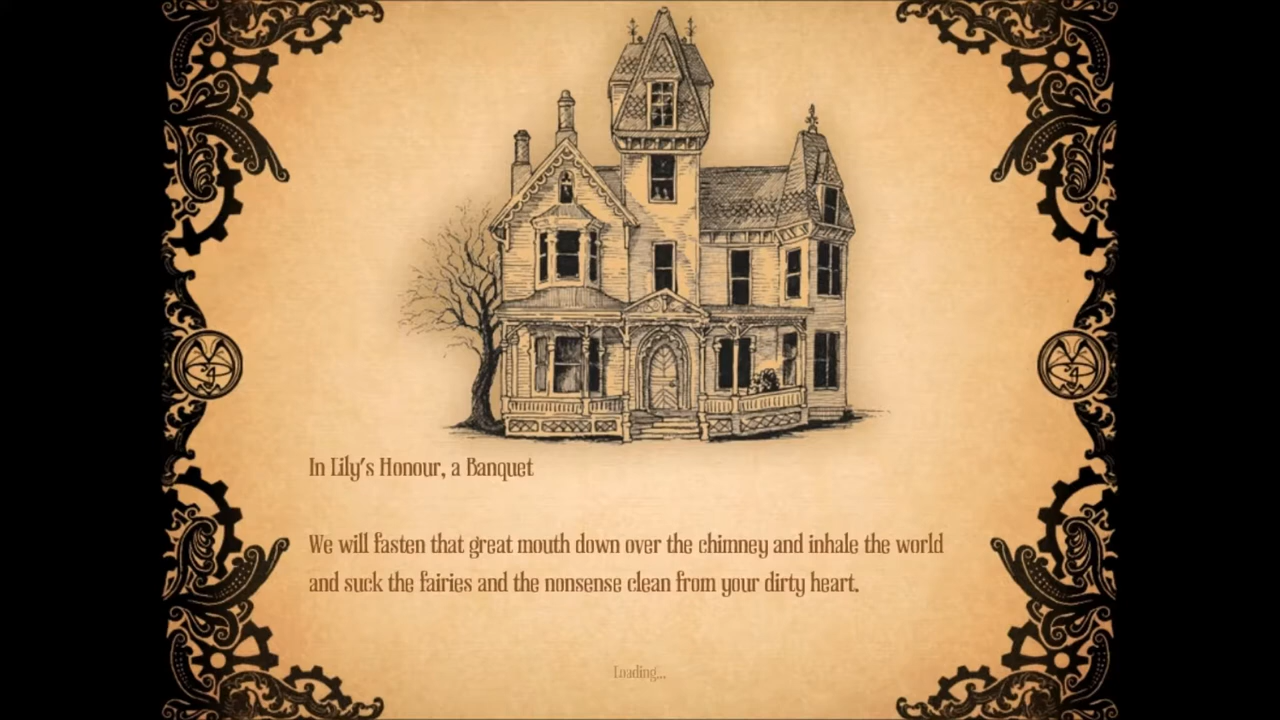 In Lily's Honour, a Banquet
We will fasten that great mouth down over the chimney and inhale the world
and suck the fairies and the nonsense clean from your dirty heart.
Loading...